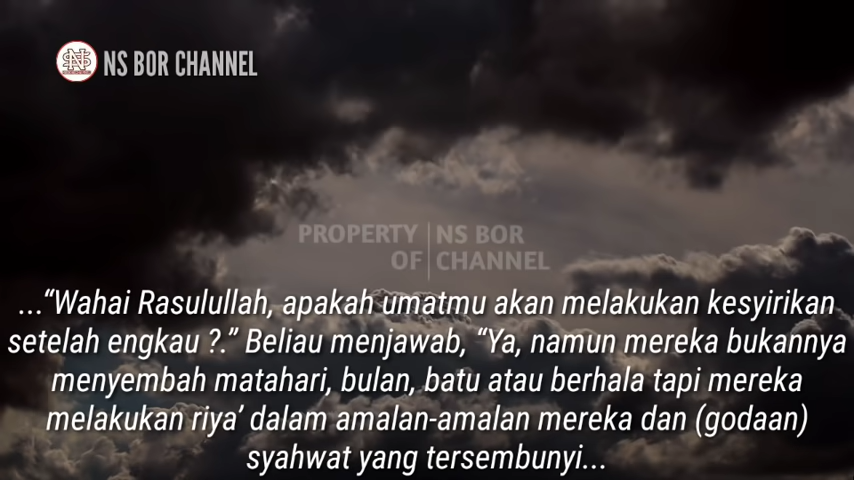 NS BOR CHANNEL
PROPERTY OF | NS BOR CHANNEL
...“Wahai Rasulullah, apakah umatmu akan melakukan kesyirikan
setelah engkau ?.” Beliau menjawab, “Ya, namun mereka bukannya
menyembah matahari, bulan, batu atau berhala tapi mereka
melakukan riya’ dalam amalan-amalan mereka dan (godaan)
syahwat yang tersembunyi...